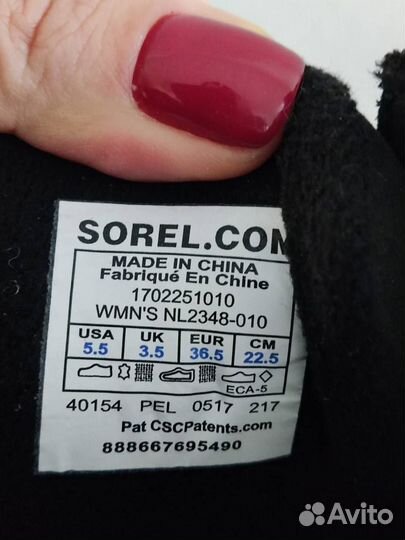 SOREL.COM
MADE IN CHINA
Fabriqué En Chine
1702251010
WMN'S NL2348-010
USA UK EUR CM
5.5 3.5 36.5 22.5
ECA-5
40154 PEL 0517 217
Pat CSCPatents.com
888667695490
Avito